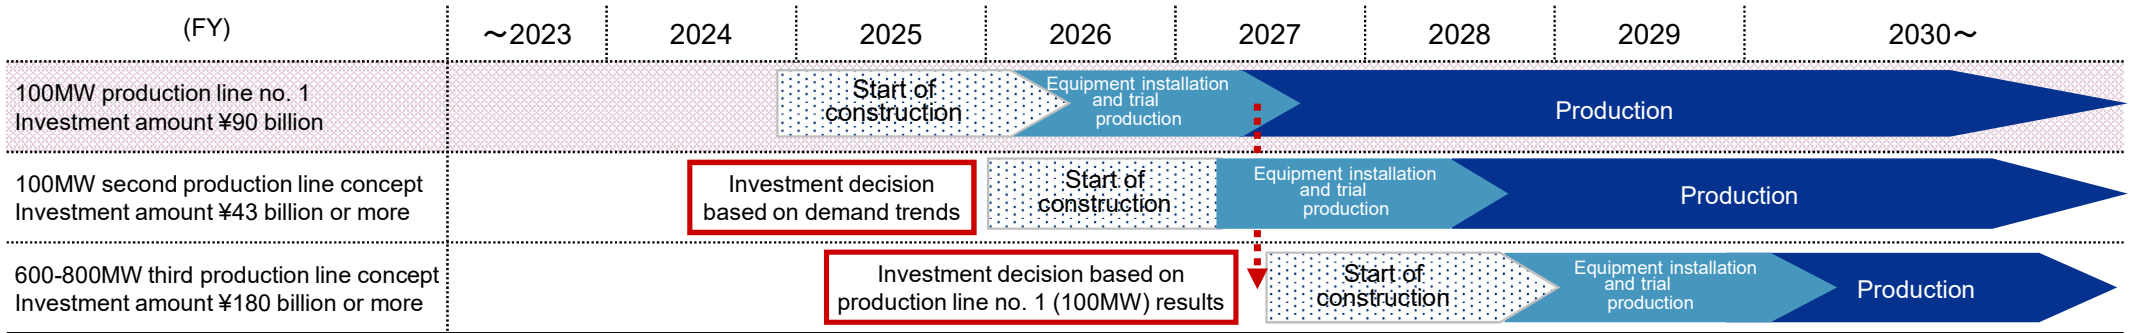 (FY)
～2023
2024
2025
2026
2027
2028
2029
2030～
100MW production line no. 1
Investment amount ¥90 billion
Start of
construction
Equipment installation
and trial
production
Production
100MW second production line concept
Investment amount ¥43 billion or more
Investment decision
based on demand trends
Start of
construction
Equipment installation
and trial
production
Production
600-800MW third production line concept
Investment amount ¥180 billion or more
Investment decision based on
production line no. 1 (100MW) results
Start of
construction
Equipment installation
and trial
production
Production